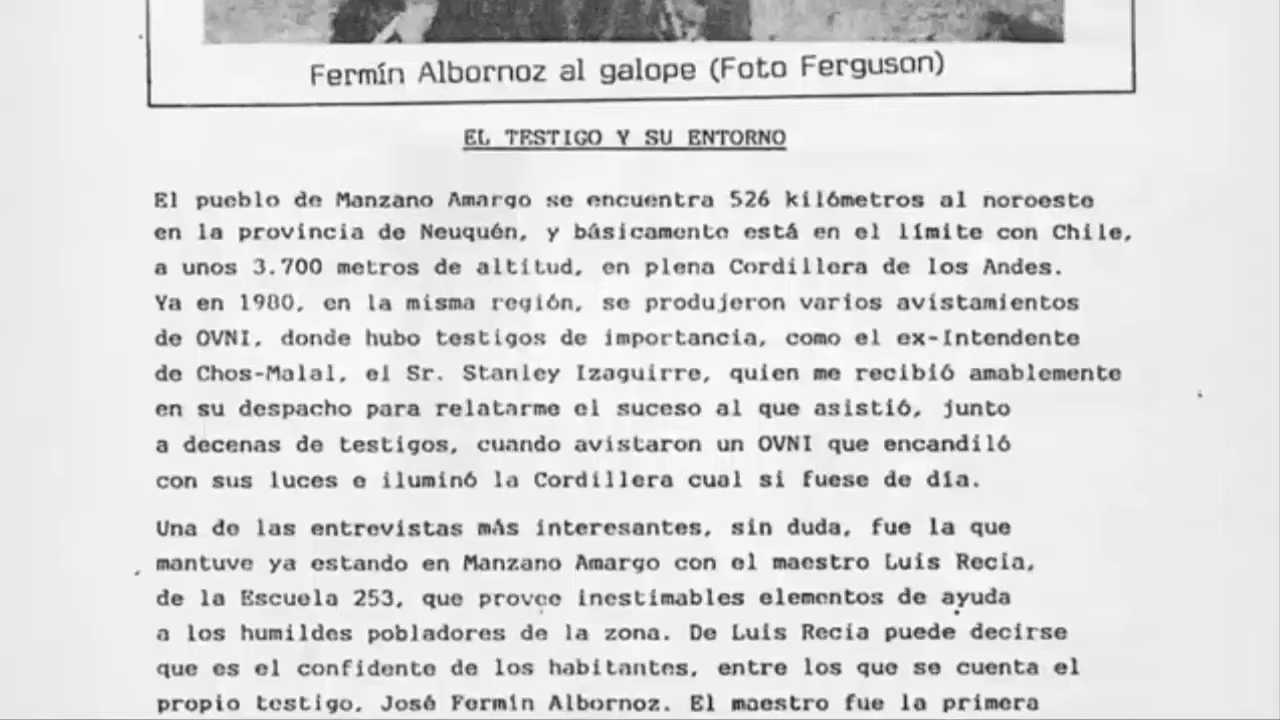 Fermín Albornoz al galope (Foto Ferguson)
EL TESTIGO Y SU ENTORNO
El pueblo de Manzano Amargo se encuentra 526 kilómetros al noroeste
en la provincia de Neuquén, y básicamente está en el límite con Chile,
a unos 3.700 metros de altitud, en plena Cordillera de los Andes.
Ya en 1980, en la misma región, se produjeron varios avistamientos
de OVNI, donde hubo testigos de importancia, como el ex-Intendente
de Chos-Malal, el Sr. Stanley Izaguirre, quien me recibió amablemente
en su despacho para relatarme el suceso al que asistió, junto
a decenas de testigos, cuando avistaron un OVNI que encandiló
con sus luces e iluminó la Cordillera cual si fuese de día.
Una de las entrevistas más interesantes, sin duda, fue la que
mantuve ya estando en Manzano Amargo con el maestro Luis Recia,
de la Escuela 253, que provee inestimables elementos de ayuda
a los humildes pobladores de la zona. De Luis Recia puede decirse
que es el confidente de los habitantes, entre los que se cuenta el
propio testigo, José Fermín Albornoz. El maestro fue la primera